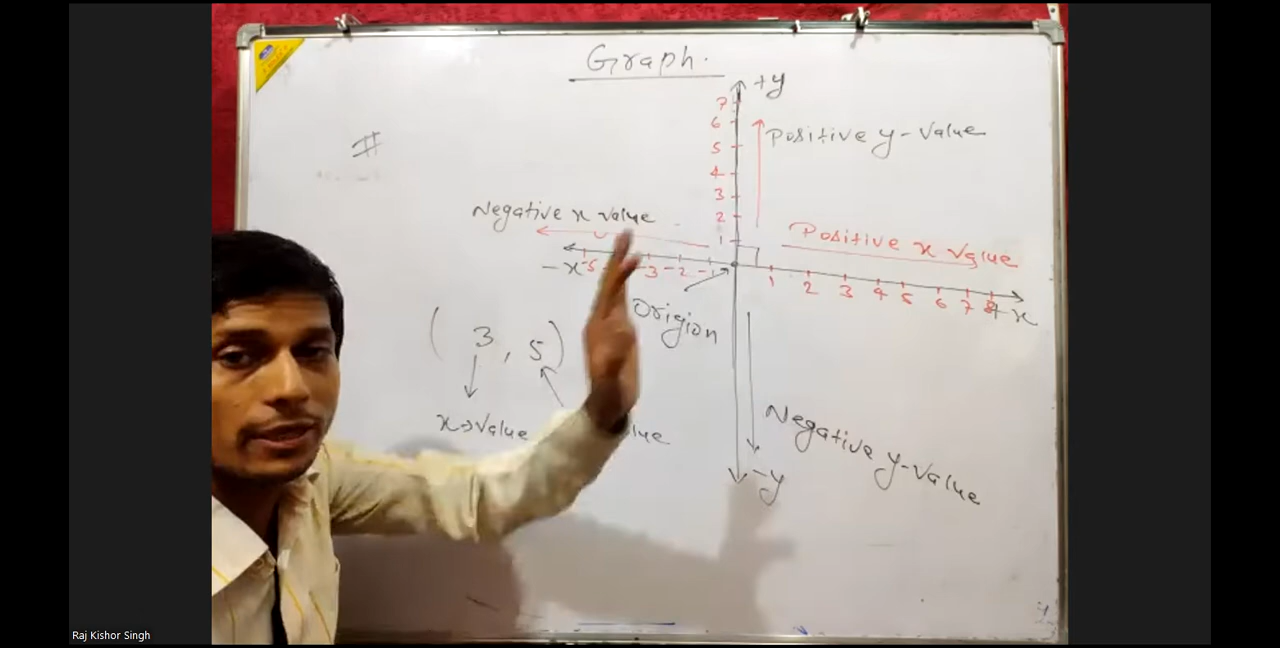 Graph.
+y
7
6
5
4
3
2
1
Positive y-value
#
Negative x value
Positive x value
-x -5 -3 -2 -1
1 2 3 4 5 6 7 8 +x
Origion
( 3 , 5 )
x→value
lue
Negative y-value
-y
Raj Kishor Singh